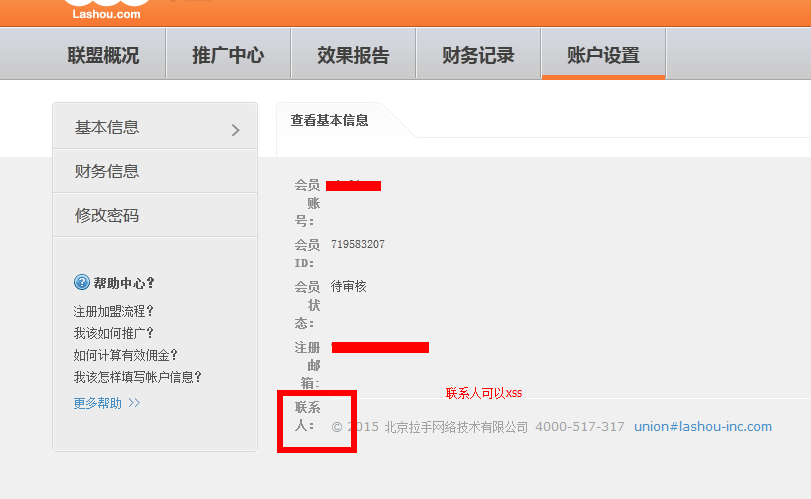 Lashou.com
联盟概况 推广中心 效果报告 财务记录 账户设置
基本信息
财务信息
修改密码
帮助中心?
注册加盟流程?
我该如何推广?
如何计算有效佣金?
我该怎样填写帐户信息?
更多帮助 >>
查看基本信息
会员
账
号:
会员 719583207
ID:
会员 待审核
状
态:
注册
邮
箱:
联系人可以xss
联系
人:
© 2015 北京拉手网络技术有限公司 4000-517-317 union#lashou-inc.com